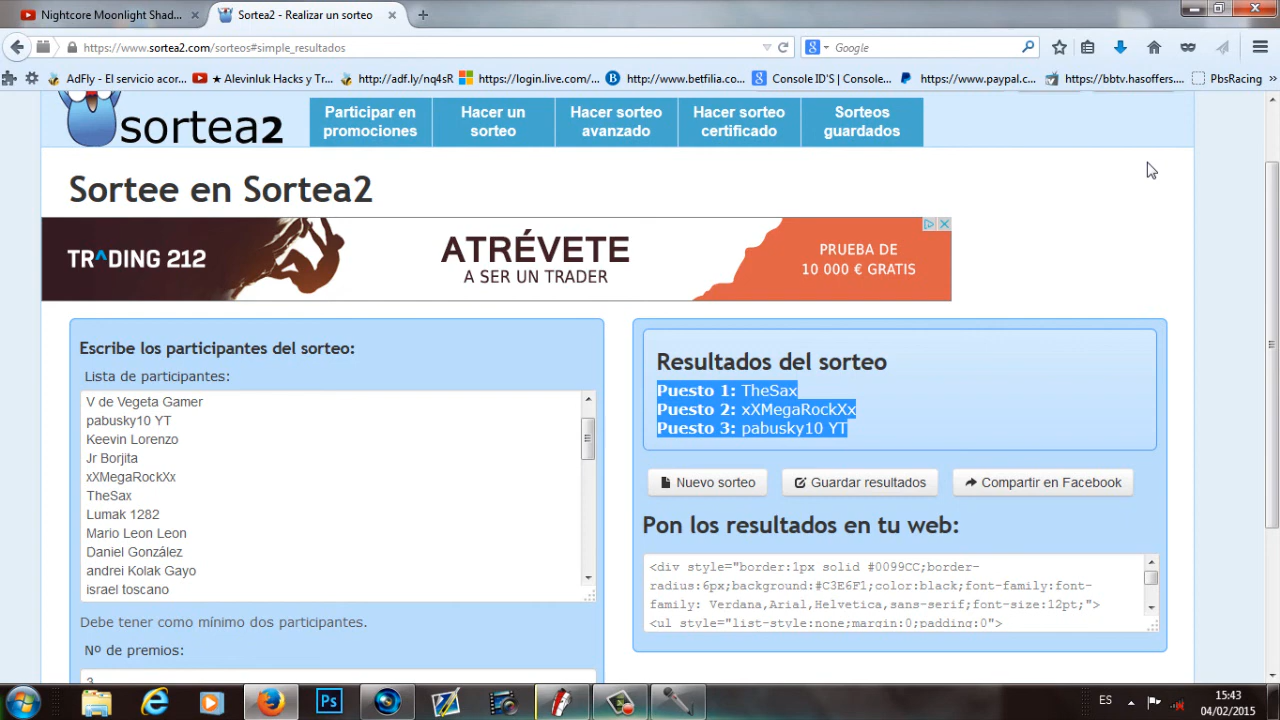 Nightcore Moonlight Shad...
Sortea2 - Realizar un sorteo
https://www.sortea2.com/sorteos#simple_resultados
Google
AdFly - El servicio acor...
★ Alevinluk Hacks y Tr...
http://adf.ly/nq4sR
https://login.live.com/...
http://www.betfilia.co...
Console ID'S | Console...
https://www.paypal.c...
https://bbtv.hasoffers....
PbsRacing
sortea2
Participar en
promociones
Hacer un
sorteo
Hacer sorteo
avanzado
Hacer sorteo
certificado
Sorteos
guardados
Sortee en Sortea2
TRADING 212
ATRÉVETE
A SER UN TRADER
PRUEBA DE
10 000 € GRATIS
Escribe los participantes del sorteo:
Lista de participantes:
V de Vegeta Gamer
pabusky10 YT
Keevin Lorenzo
Jr Borjita
xXMegaRockXx
TheSax
Lumak 1282
Mario Leon Leon
Daniel González
andrei Kolak Gayo
israel toscano
Debe tener como mínimo dos participantes.
Nº de premios:
3
Resultados del sorteo
Puesto 1: TheSax
Puesto 2: xXMegaRockXx
Puesto 3: pabusky10 YT
Nuevo sorteo
Guardar resultados
Compartir en Facebook
Pon los resultados en tu web:
<div style="border:1px solid #0099CC;border-
radius:6px;background:#C3E6F1;color:black;font-family:font-
family: Verdana,Arial,Helvetica,sans-serif;font-size:12pt;">
<ul style="list-style:none;margin:0;padding:0">
Ps
ES
15:43
04/02/2015